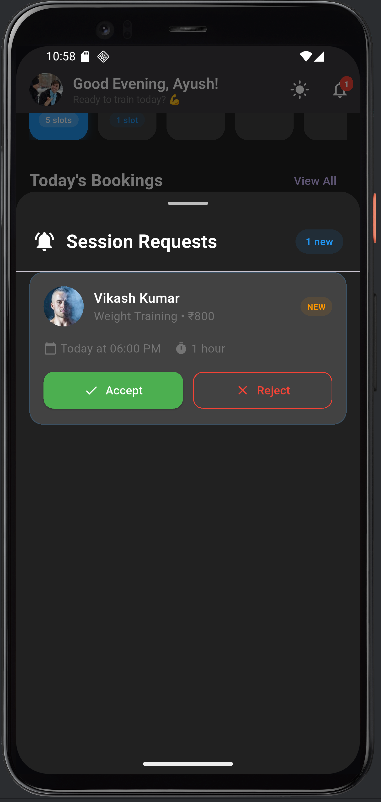 10:58
Good Evening, Ayush!
Ready to train today? 💪
1
5 slots
1 slot
Today's Bookings
View All
Session Requests
1 new
Vikash Kumar
NEW
Weight Training • ₹800
Today at 06:00 PM
1 hour
Accept
Reject